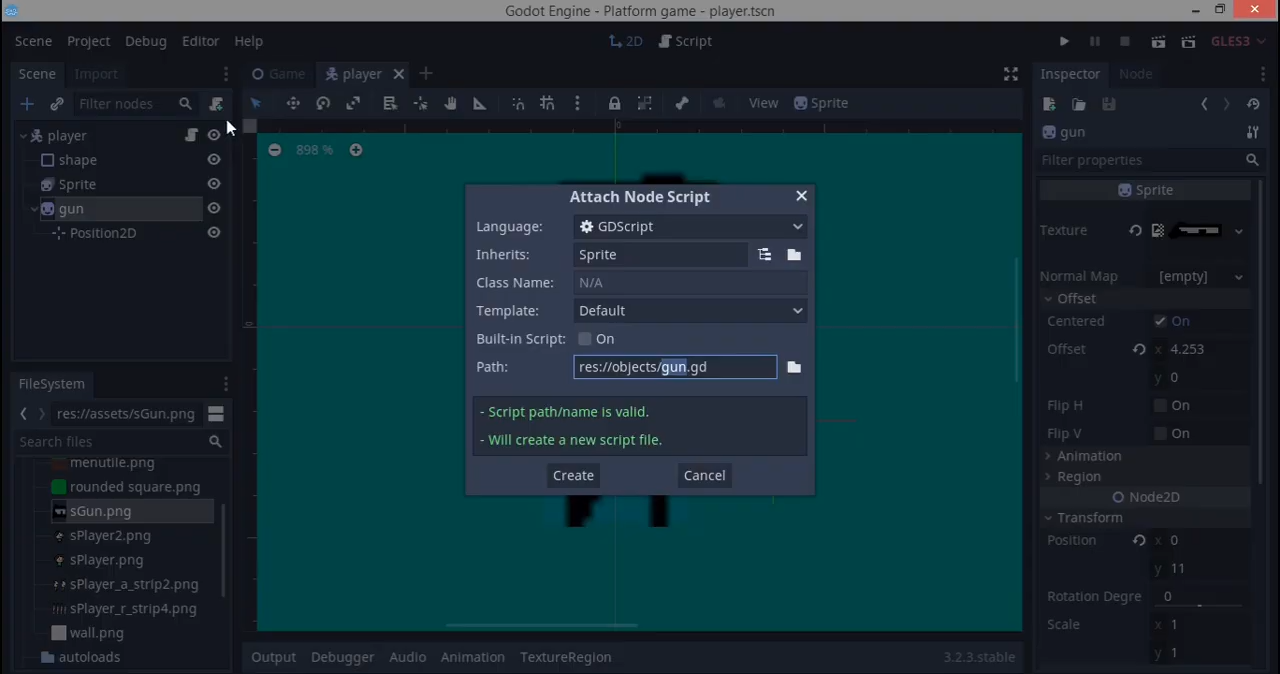 Godot Engine - Platform game - player.tscn
Scene Project Debug Editor Help
2D Script
GLES3
Scene Import
Game player
Inspector Node
Filter nodes
View Sprite
gun
Filter properties
player
shape
Sprite
gun
Position2D
898 %
0
Attach Node Script
Language: GDScript
Inherits: Sprite
Class Name: N/A
Template: Default
Built-in Script: On
Path: res://objects/gun.gd
- Script path/name is valid.
- Will create a new script file.
Create Cancel
Sprite
Texture
Normal Map [empty]
Offset
Centered On
Offset x 4.253
y 0
Flip H On
Flip V On
Animation
Region
Node2D
Transform
Position x 0
y 11
Rotation Degre 0
Scale x 1
y 1
FileSystem
res://assets/sGun.png
Search files
menutile.png
rounded square.png
sGun.png
sPlayer2.png
sPlayer.png
sPlayer_a_strip2.png
sPlayer_r_strip4.png
wall.png
autoloads
Output Debugger Audio Animation TextureRegion
3.2.3.stable